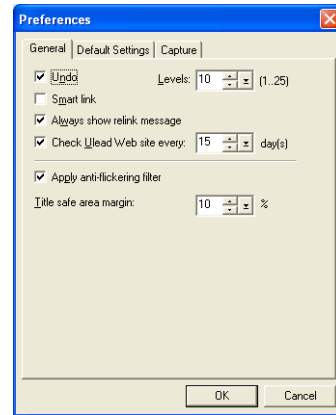 Preferences
General Default Settings Capture
Undo Levels: 10 (1..25)
Smart link
Always show relink message
Check Ulead Web site every: 15 day(s)
Apply anti-flickering filter
Title safe area margin: 10 %
OK Cancel